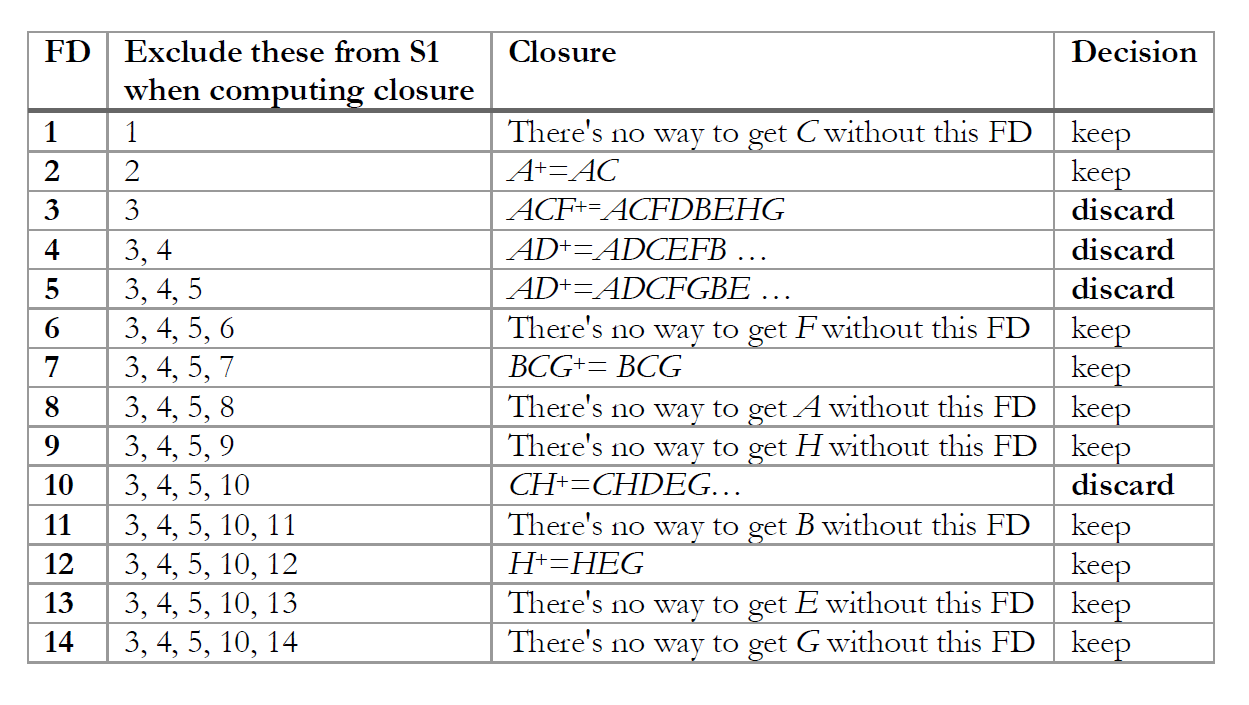 FD Exclude these from S1 when computing closure Closure Decision
1 1 There's no way to get C without this FD keep
2 2 A+=AC keep
3 3 ACF+=ACFDBEHG discard
4 3, 4 AD+=ADCEFB … discard
5 3, 4, 5 AD+=ADCFGBE … discard
6 3, 4, 5, 6 There's no way to get F without this FD keep
7 3, 4, 5, 7 BCG+= BCG keep
8 3, 4, 5, 8 There's no way to get A without this FD keep
9 3, 4, 5, 9 There's no way to get H without this FD keep
10 3, 4, 5, 10 CH+=CHDEG… discard
11 3, 4, 5, 10, 11 There's no way to get B without this FD keep
12 3, 4, 5, 10, 12 H+=HEG keep
13 3, 4, 5, 10, 13 There's no way to get E without this FD keep
14 3, 4, 5, 10, 14 There's no way to get G without this FD keep